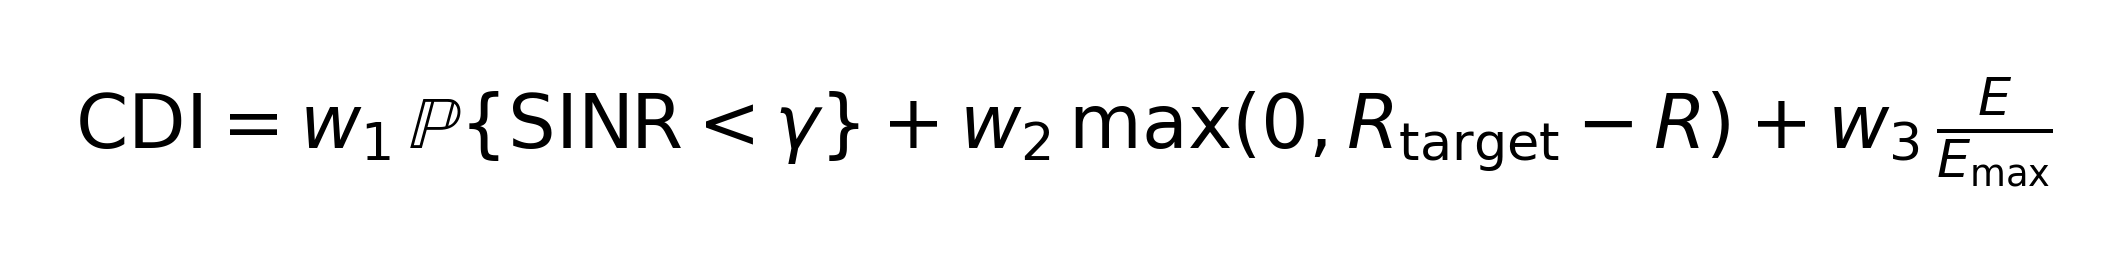 CDI = w₁ ℙ{SINR < γ} + w₂ max(0, R_target − R) + w₃ E/E_max